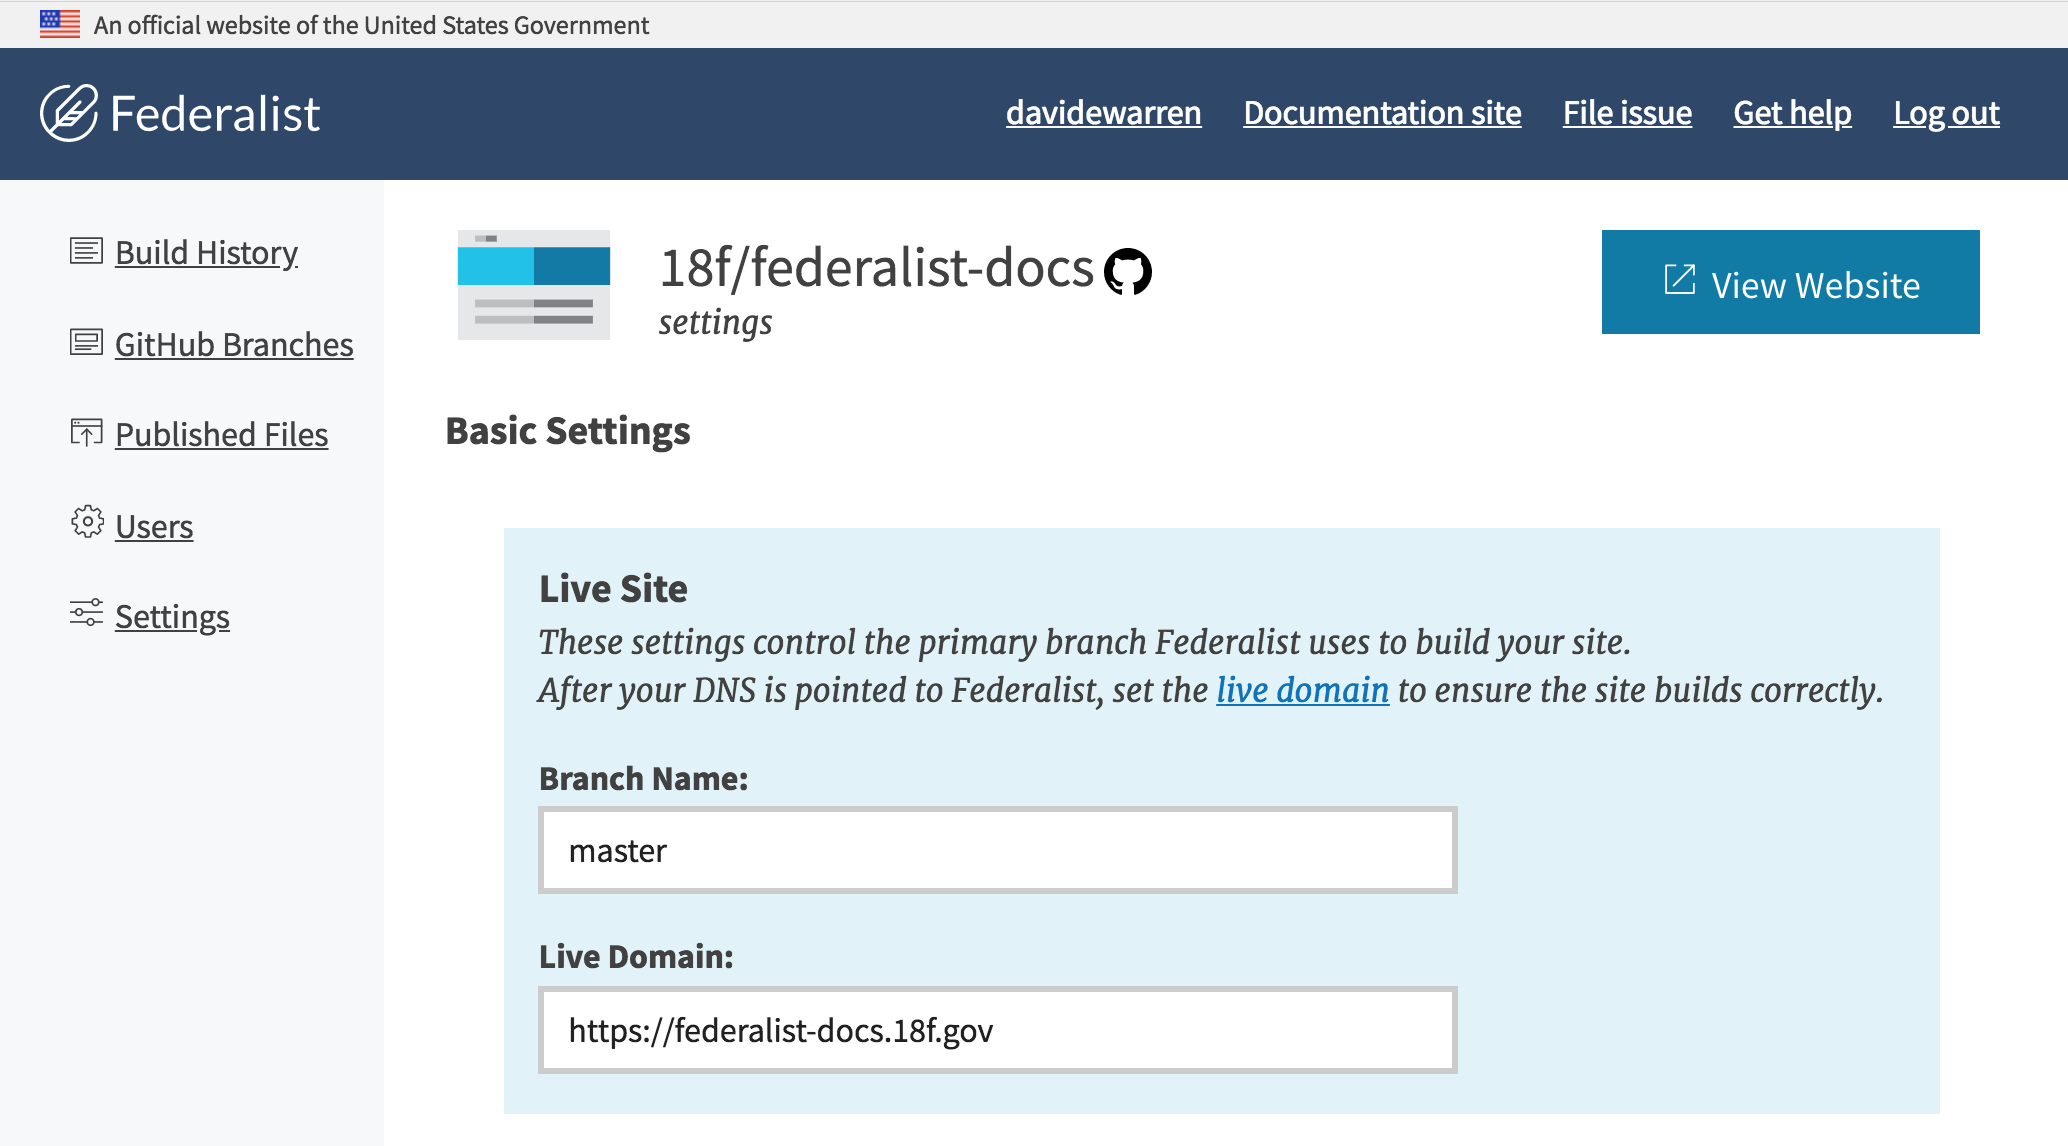 An official website of the United States Government
Federalist
davidewarren Documentation site File issue Get help Log out
Build History
GitHub Branches
Published Files
Users
Settings
18f/federalist-docs
settings
View Website
Basic Settings
Live Site
These settings control the primary branch Federalist uses to build your site.
After your DNS is pointed to Federalist, set the live domain to ensure the site builds correctly.
Branch Name:
master
Live Domain:
https://federalist-docs.18f.gov